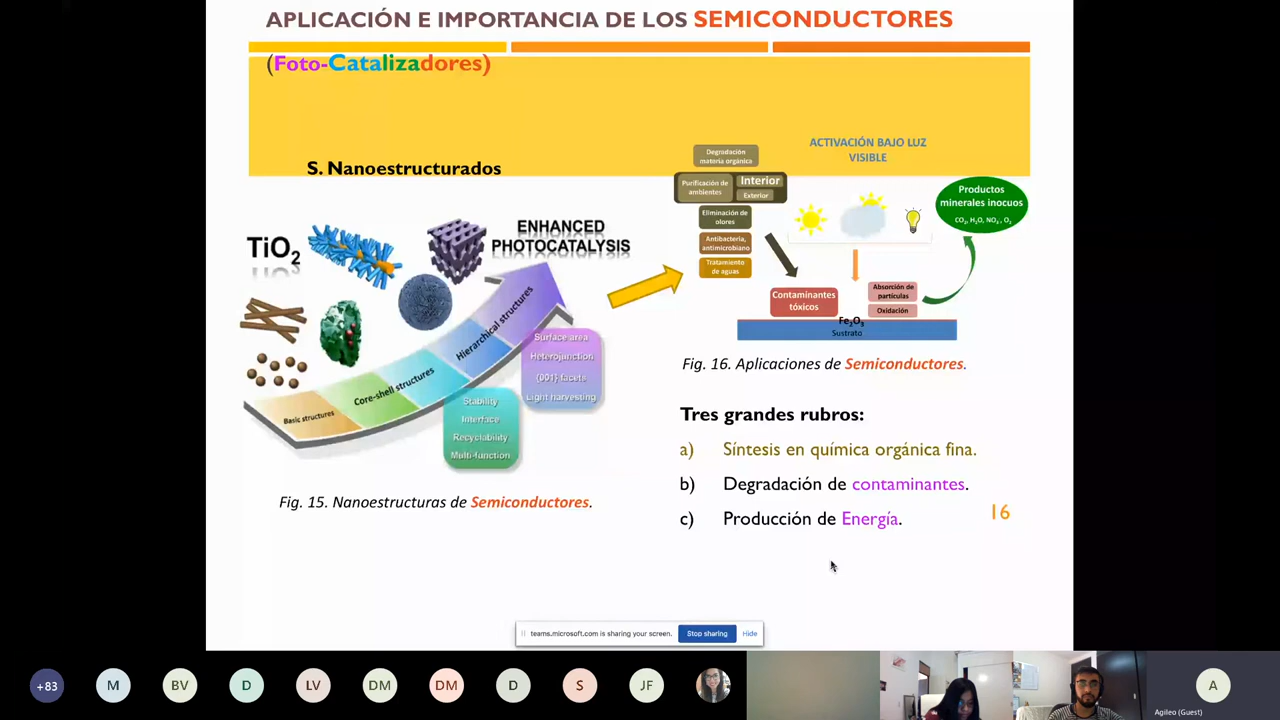 APLICACIÓN E IMPORTANCIA DE LOS SEMICONDUCTORES
(Foto-Catalizadores)
S. Nanoestructurados
TiO2
ENHANCED
PHOTOCATALYSIS
Basic structures
Core-shell structures
Hierarchical structures
Surface area
Heterojunction
{001} facets
Light harvesting
Stability
Interface
Recyclability
Multi-function
Fig. 15. Nanoestructuras de Semiconductores.
Degradación
materia orgánica
Purificación de
ambientes
Interior
Exterior
Eliminación de
olores
Antibacteria,
antimicrobiano
Tratamiento
de aguas
ACTIVACIÓN BAJO LUZ
VISIBLE
Productos
minerales inocuos
CO2, H2O, NO3, O2
Contaminantes
tóxicos
Absorción de
partículas
Oxidación
Fe2O3
Sustrato
Fig. 16. Aplicaciones de Semiconductores.
Tres grandes rubros:
a) Síntesis en química orgánica fina.
b) Degradación de contaminantes.
c) Producción de Energía.
16
teams.microsoft.com is sharing your screen. Stop sharing Hide
+83 M BV D LV DM DM D S JF A
Agileo (Guest)